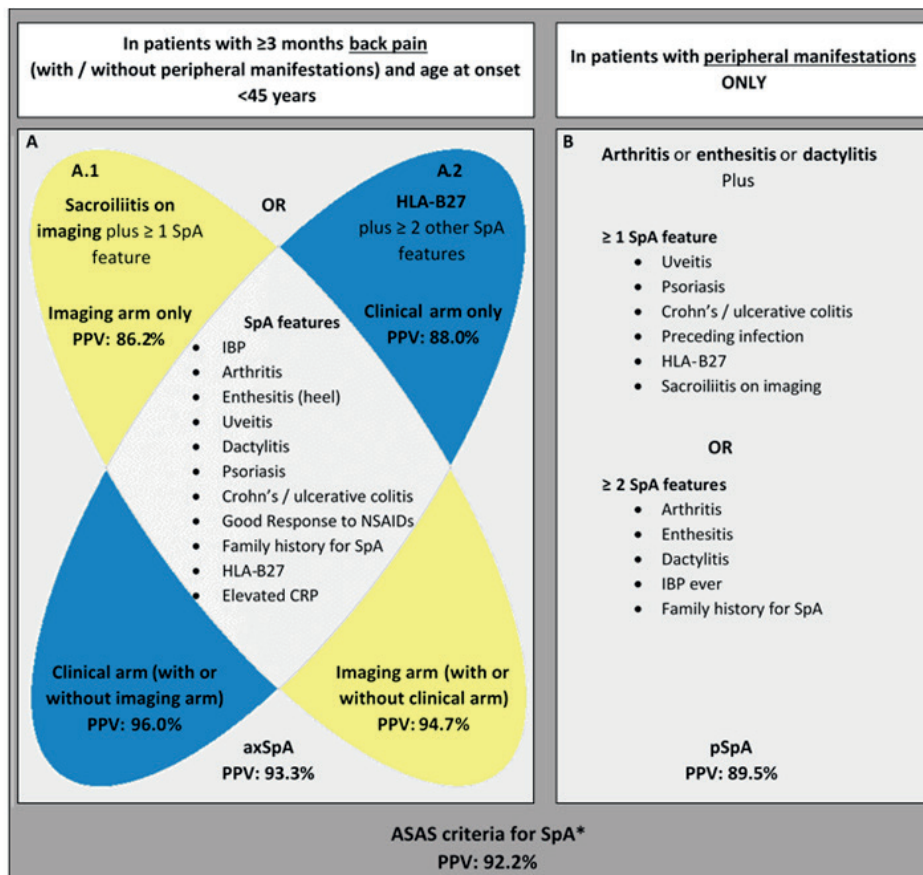 In patients with ≥3 months back pain
(with / without peripheral manifestations) and age at onset
<45 years
In patients with peripheral manifestations
ONLY
A
A.1
Sacroiliitis on
imaging plus ≥ 1 SpA
feature
Imaging arm only
PPV: 86.2%
OR
A.2
HLA-B27
plus ≥ 2 other SpA
features
Clinical arm only
PPV: 88.0%
SpA features
• IBP
• Arthritis
• Enthesitis (heel)
• Uveitis
• Dactylitis
• Psoriasis
• Crohn's / ulcerative colitis
• Good Response to NSAIDs
• Family history for SpA
• HLA-B27
• Elevated CRP
Clinical arm (with or
without imaging arm)
PPV: 96.0%
Imaging arm (with or
without clinical arm)
PPV: 94.7%
axSpA
PPV: 93.3%
B
Arthritis or enthesitis or dactylitis
Plus
≥ 1 SpA feature
• Uveitis
• Psoriasis
• Crohn's / ulcerative colitis
• Preceding infection
• HLA-B27
• Sacroiliitis on imaging
OR
≥ 2 SpA features
• Arthritis
• Enthesitis
• Dactylitis
• IBP ever
• Family history for SpA
pSpA
PPV: 89.5%
ASAS criteria for SpA*
PPV: 92.2%